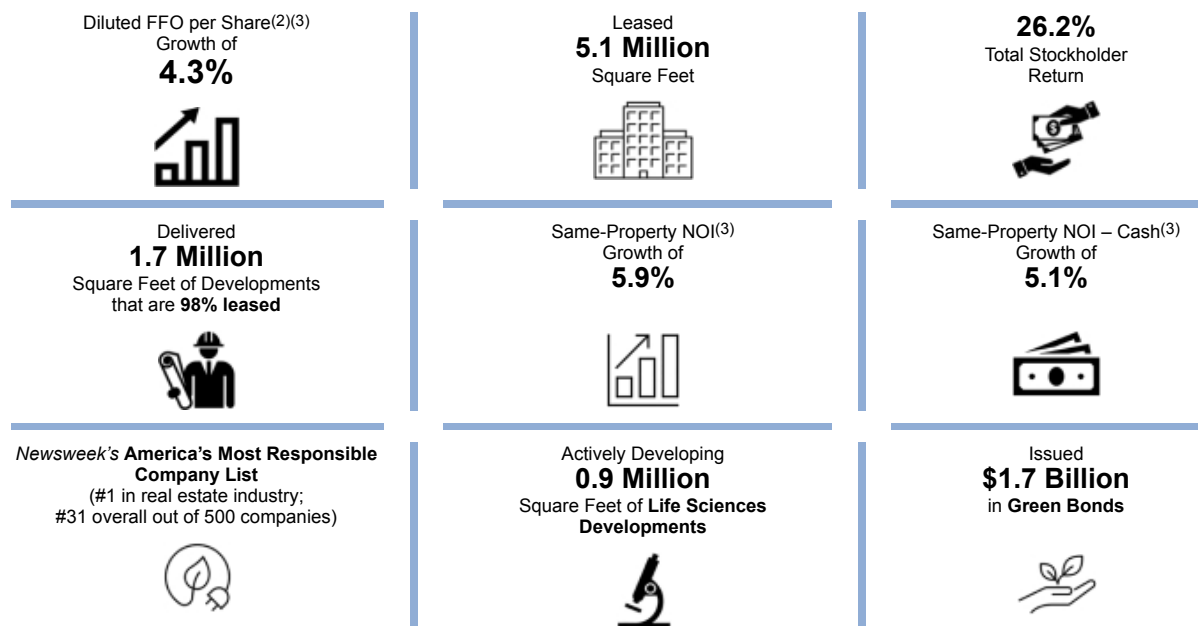 Diluted FFO per Share(2)(3)
Growth of
4.3%
Leased
5.1 Million
Square Feet
26.2%
Total Stockholder
Return
Delivered
1.7 Million
Square Feet of Developments
that are 98% leased
Same-Property NOI(3)
Growth of
5.9%
Same-Property NOI – Cash(3)
Growth of
5.1%
Newsweek's America's Most Responsible
Company List
(#1 in real estate industry;
#31 overall out of 500 companies)
Actively Developing
0.9 Million
Square Feet of Life Sciences
Developments
Issued
$1.7 Billion
in Green Bonds